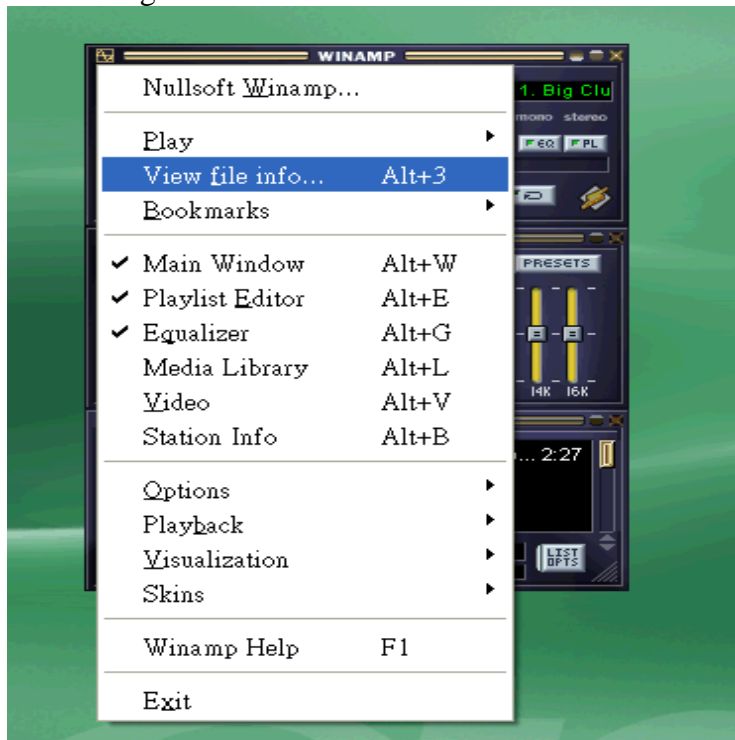 WINAMP
Nullsoft Winamp...
1. Big Clu
mono stereo
Play
EQ PL
View file info... Alt+3
Bookmarks
Main Window Alt+W
PRESETS
Playlist Editor Alt+E
Equalizer Alt+G
Media Library Alt+L
14K 16K
Video Alt+V
Station Info Alt+B
... 2:27
Options
Playback
Visualization
LIST
OPTS
Skins
Winamp Help F1
Exit